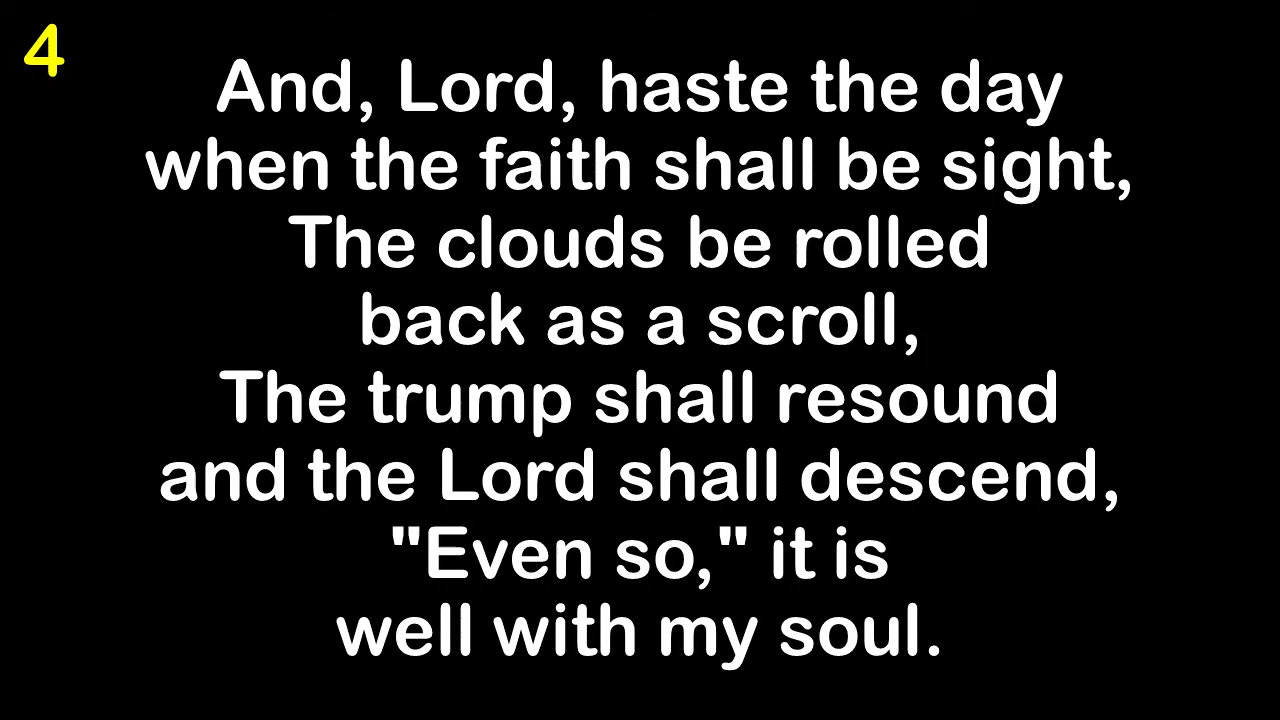 4
And, Lord, haste the day
when the faith shall be sight,
The clouds be rolled
back as a scroll,
The trump shall resound
and the Lord shall descend,
"Even so," it is
well with my soul.